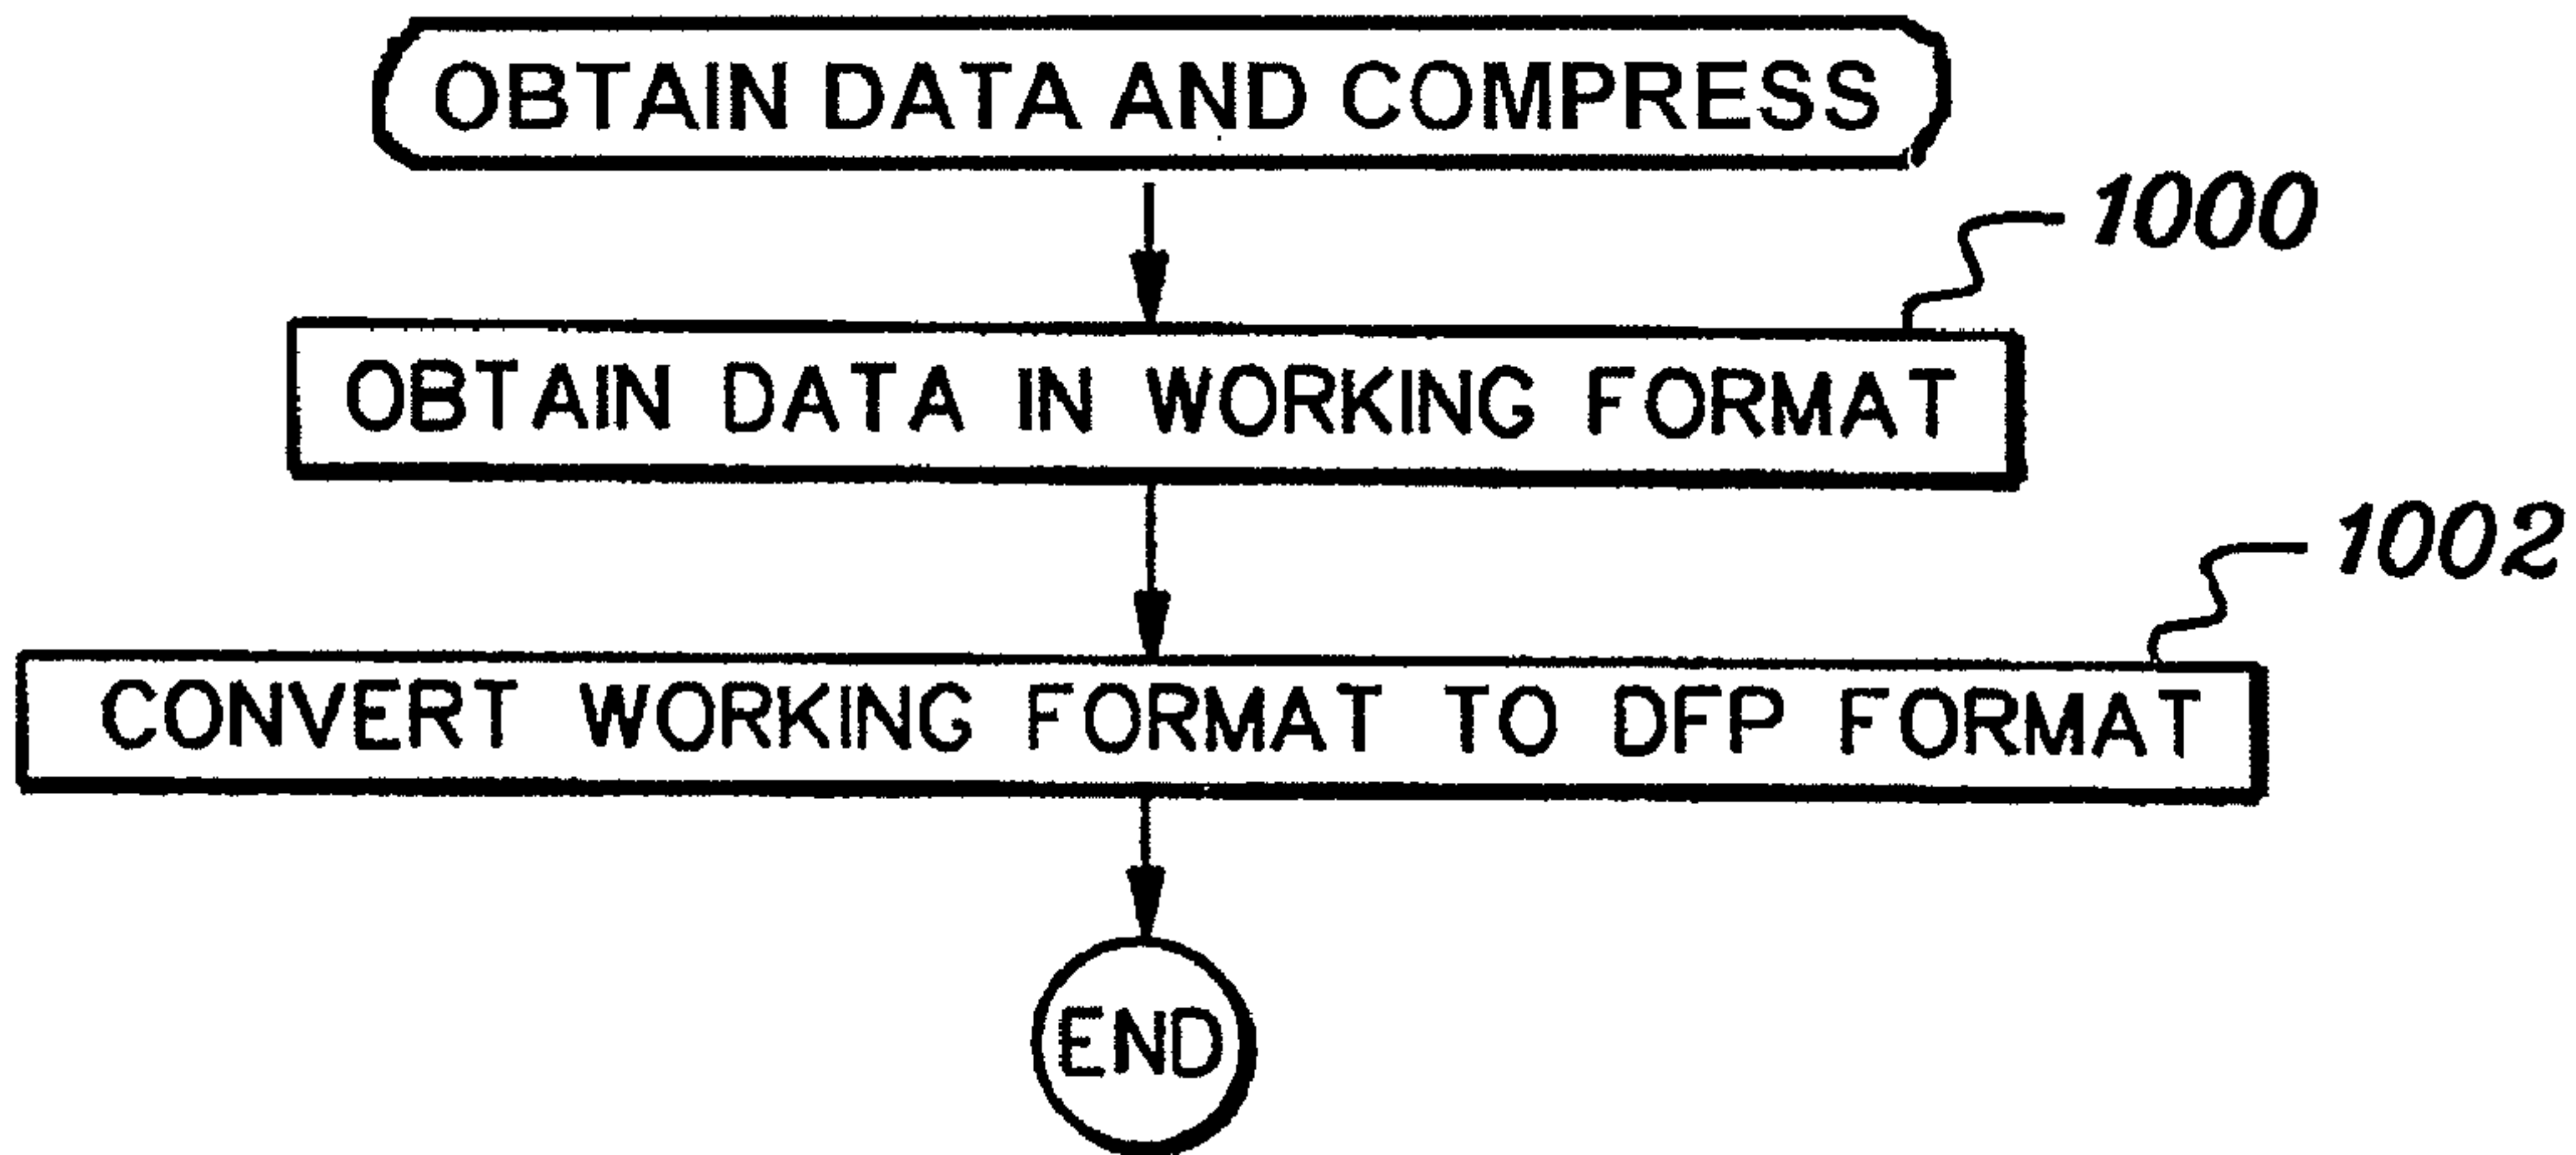 OBTAIN DATA AND COMPRESS
1000
OBTAIN DATA IN WORKING FORMAT
1002
CONVERT WORKING FORMAT TO DFP FORMAT
END